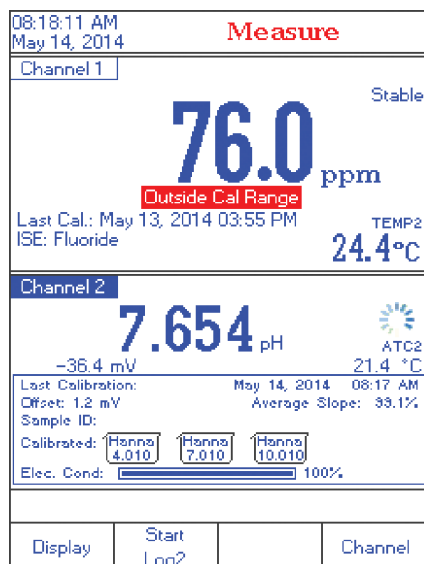 08:18:11 AM
May 14, 2014
Measure
Channel 1
Stable
76.0 ppm
Outside Cal Range
Last Cal.: May 13, 2014 03:55 PM
ISE: Fluoride
TEMP2
24.4°C
Channel 2
7.654 pH
ATC2
-36.4 mV
21.4 °C
Last Calibration: May 14, 2014 08:17 AM
Offset: 1.2 mV Average Slope: 99.1%
Sample ID:
Calibrated: Hanna 4.010 Hanna 7.010 Hanna 10.010
Elec. Cond: 100%
Display
Start
Log2
Channel